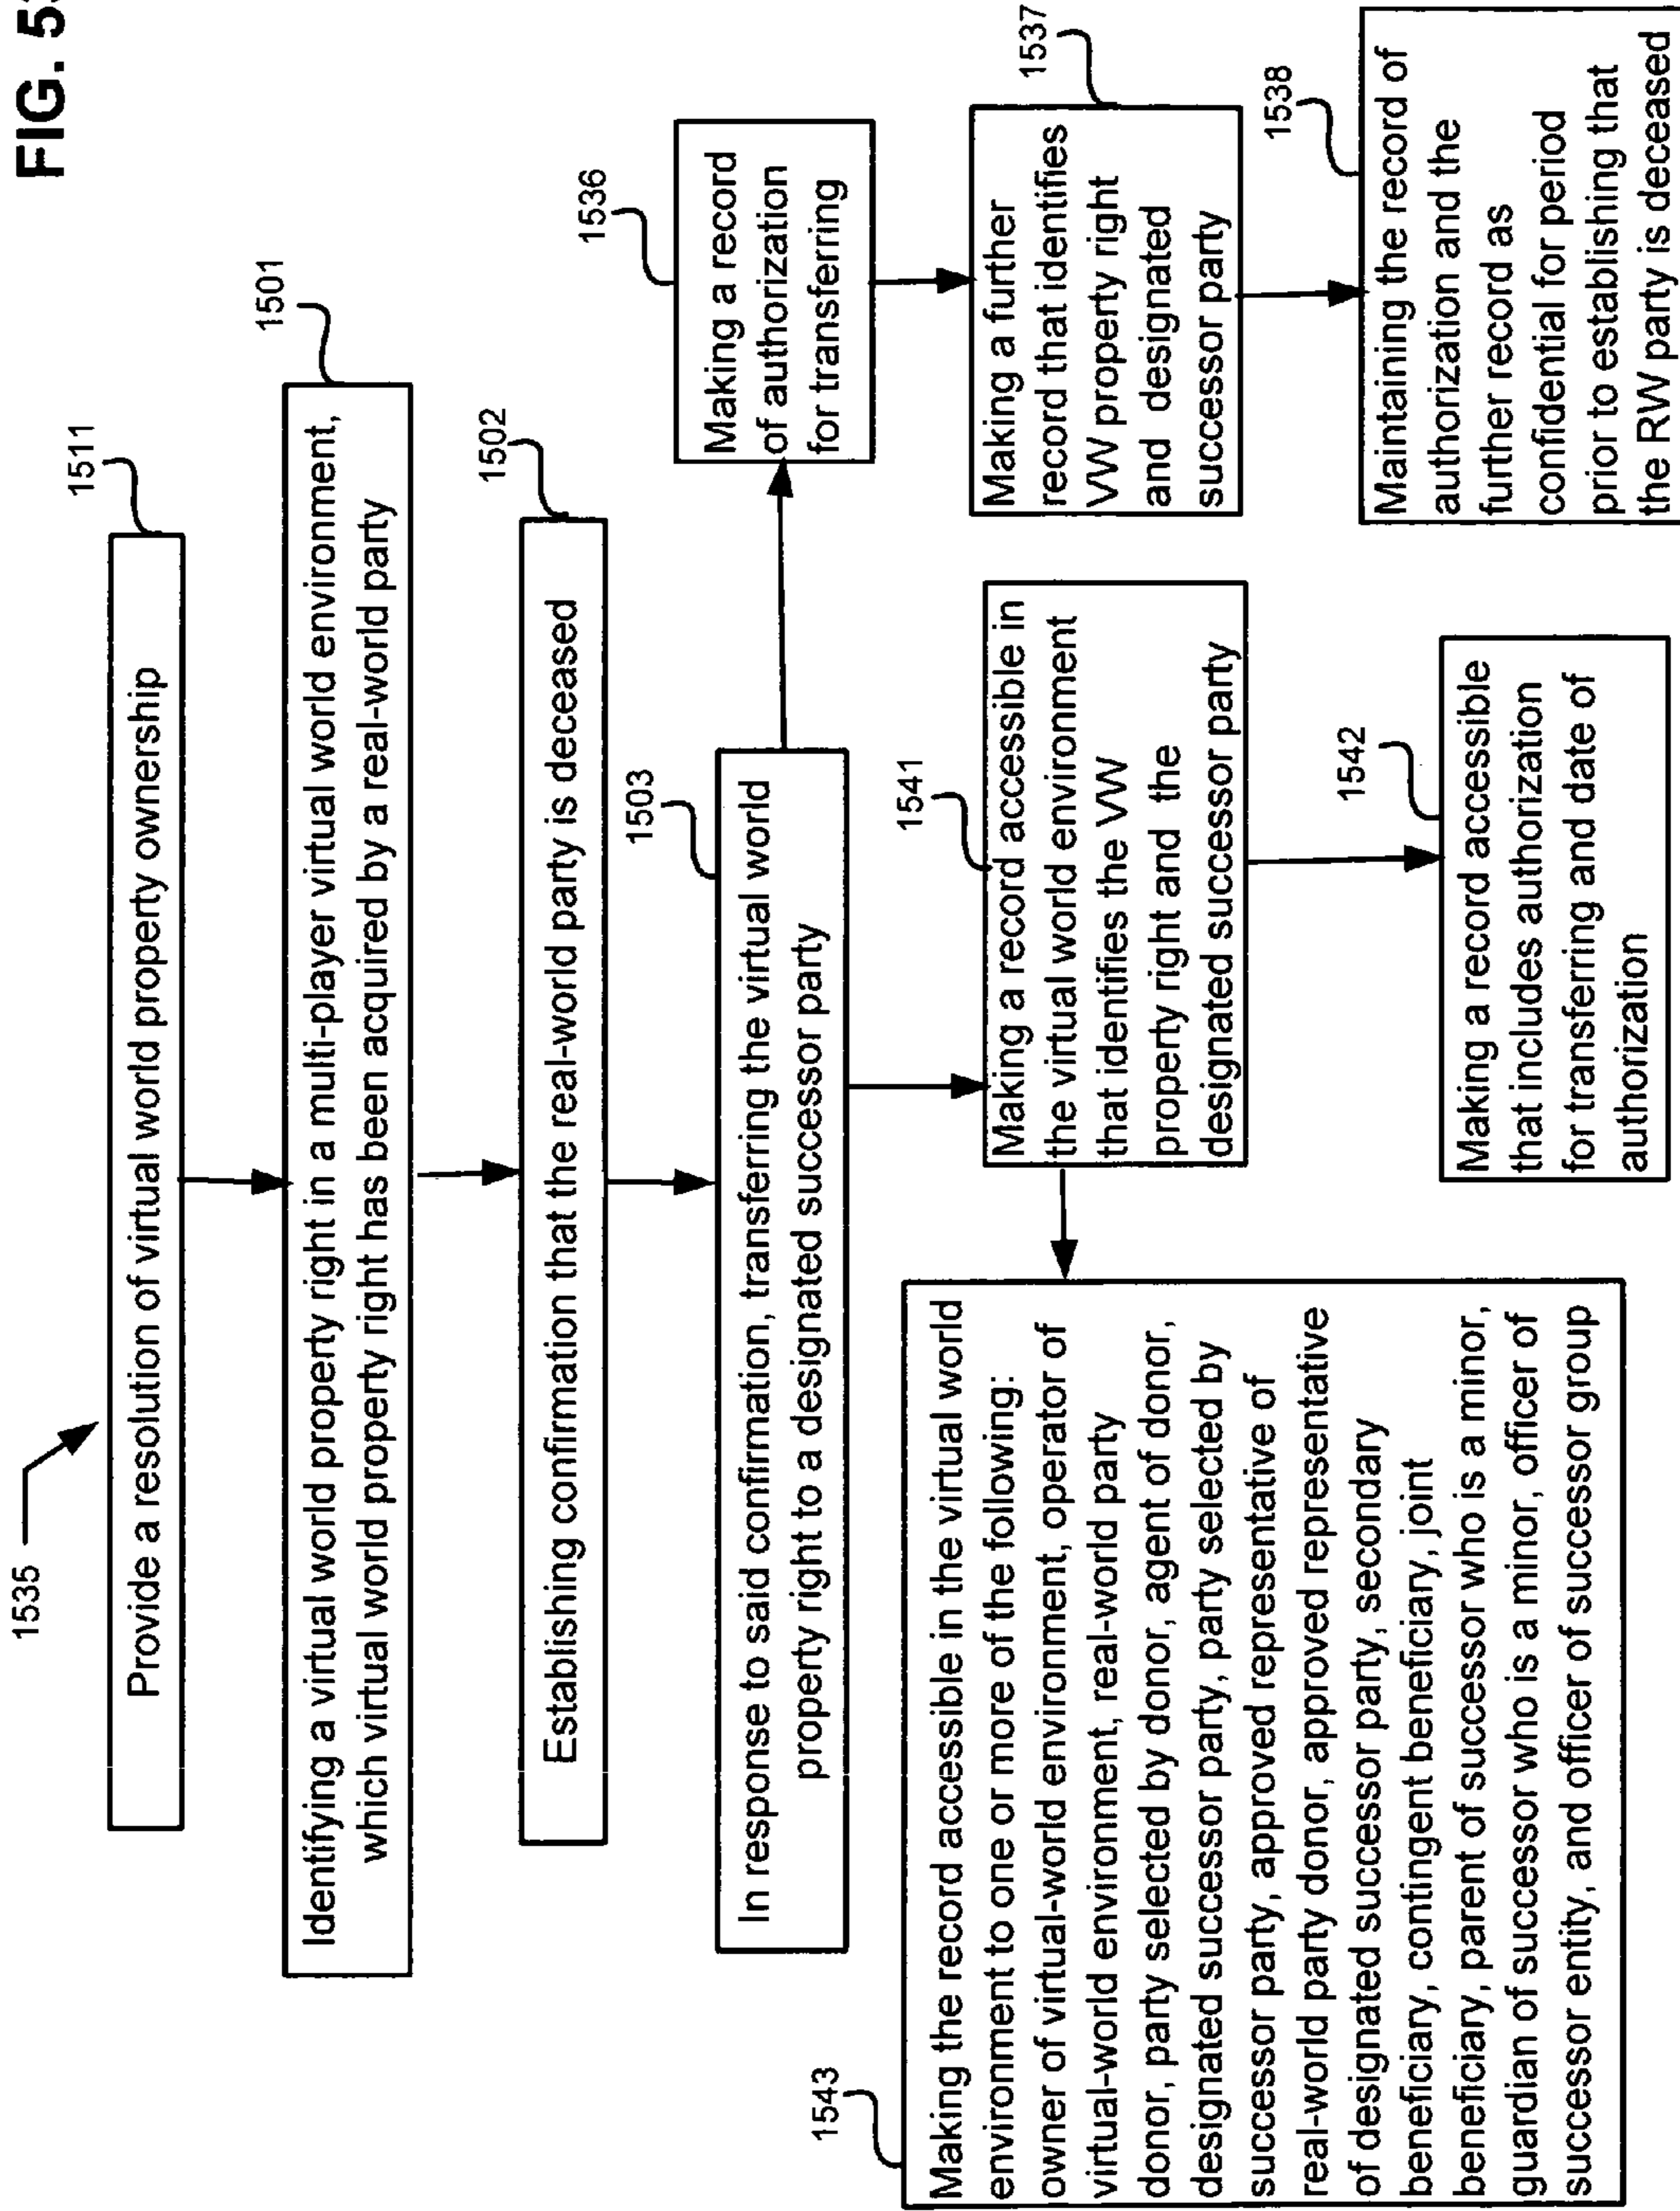 FIG. 5
1535
1511
Provide a resolution of virtual world property ownership
1501
Identifying a virtual world property right in a multi-player virtual world environment,
which virtual world property right has been acquired by a real-world party
1502
Establishing confirmation that the real-world party is deceased
1503
In response to said confirmation, transferring the virtual world
property right to a designated successor party
1536
Making a record
of authorization
for transferring
1537
Making a further
record that identifies
VW property right
and designated
successor party
1538
Maintaining the record of
authorization and the
further record as
confidential for period
prior to establishing that
the RW party is deceased
1541
Making a record accessible in
the virtual world environment
that identifies the VW
property right and the
designated successor party
1542
Making a record accessible
that includes authorization
for transferring and date of
authorization
1543
Making the record accessible in the virtual world
environment to one or more of the following:
owner of virtual-world environment, operator of
virtual-world environment, real-world party
donor, party selected by donor, agent of donor,
designated successor party, party selected by
successor party, approved representative of
real-world party donor, approved representative
of designated successor party, secondary
beneficiary, contingent beneficiary, joint
beneficiary, parent of successor who is a minor,
guardian of successor who is a minor, officer of
successor entity, and officer of successor group